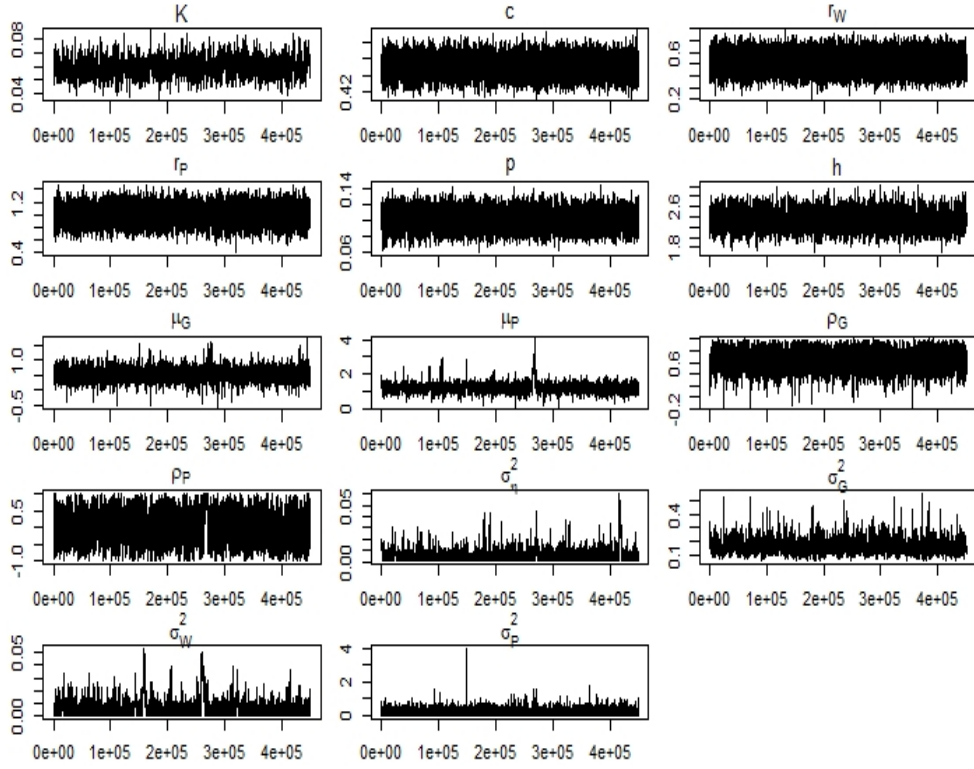 K c r_W
0.08 0.04 0.42 0.6 0.2
0e+00 1e+05 2e+05 3e+05 4e+05 0e+00 1e+05 2e+05 3e+05 4e+05 0e+00 1e+05 2e+05 3e+05 4e+05
r_P p h
1.2 0.4 0.14 0.06 2.6 1.8
0e+00 1e+05 2e+05 3e+05 4e+05 0e+00 1e+05 2e+05 3e+05 4e+05 0e+00 1e+05 2e+05 3e+05 4e+05
μ_G μ_P ρ_G
1.0 -0.5 4 2 0 0.6 -0.2
0e+00 1e+05 2e+05 3e+05 4e+05 0e+00 1e+05 2e+05 3e+05 4e+05 0e+00 1e+05 2e+05 3e+05 4e+05
ρ_P σ²_η σ²_G
0.5 -1.0 0.05 0.00 0.4 0.1
0e+00 1e+05 2e+05 3e+05 4e+05 0e+00 1e+05 2e+05 3e+05 4e+05 0e+00 1e+05 2e+05 3e+05 4e+05
σ²_W σ²_P
0.05 0.00 4 2 0
0e+00 1e+05 2e+05 3e+05 4e+05 0e+00 1e+05 2e+05 3e+05 4e+05